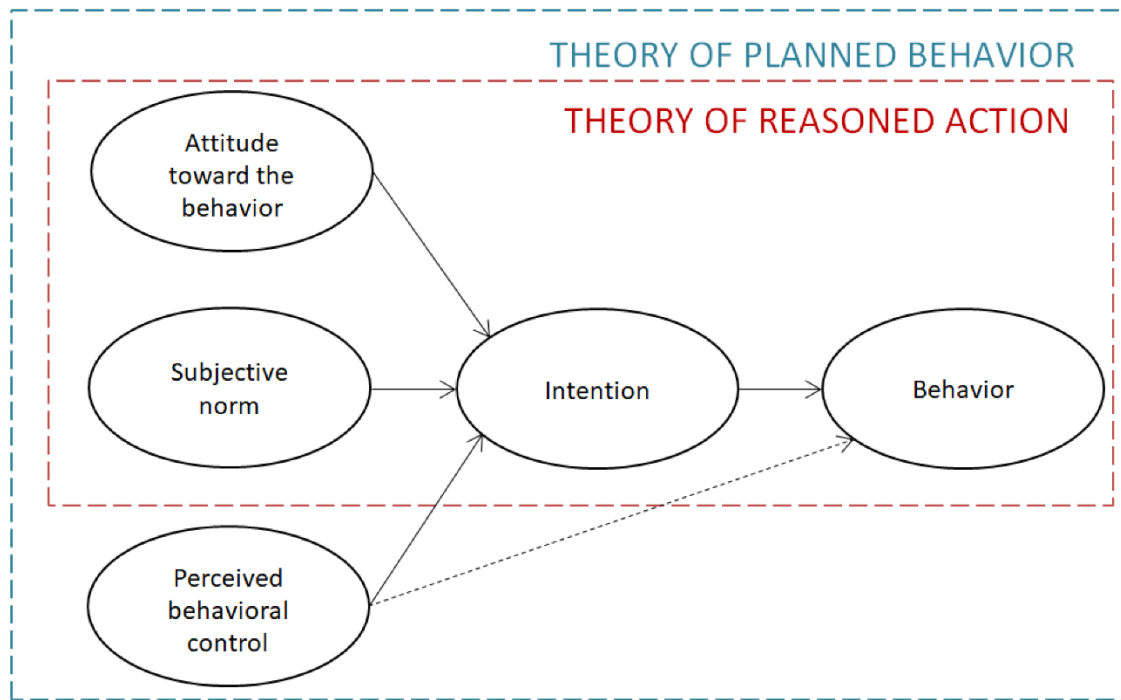 THEORY OF PLANNED BEHAVIOR
THEORY OF REASONED ACTION
Attitude
toward the
behavior
Subjective
norm
Intention
Behavior
Perceived
behavioral
control